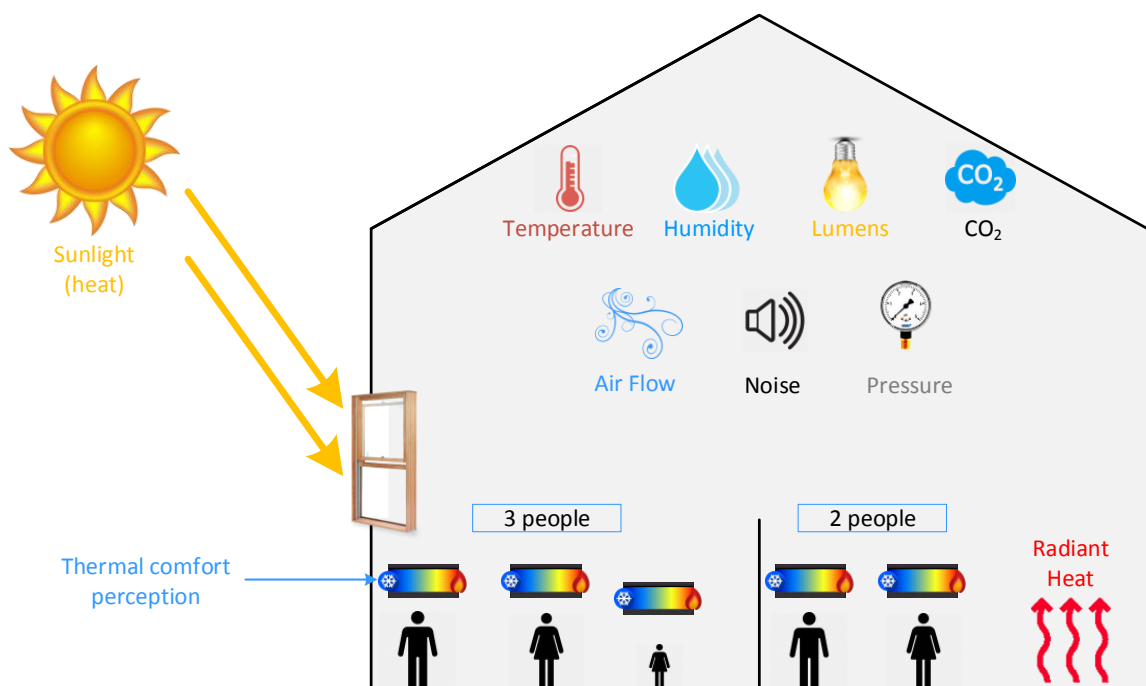 CO₂
Temperature
Humidity
Lumens
CO₂
Sunlight
(heat)
Air Flow
Noise
Pressure
3 people
2 people
Thermal comfort
perception
Radiant
Heat